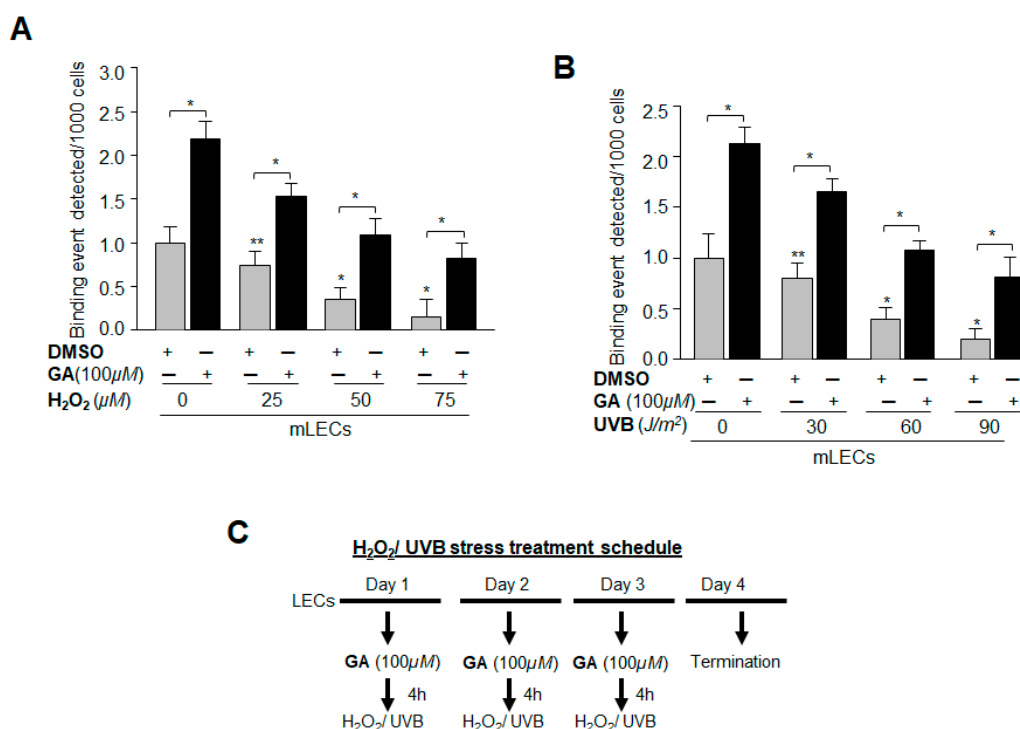 A
Binding event detected/1000 cells
3.0
2.5
2.0
1.5
1.0
0.5
0.0
*
*
*
*
**
*
*
DMSO + − + − + − + −
GA(100µM) − + − + − + − +
H₂O₂ (µM) 0 25 50 75
mLECs
B
Binding event detected/1000 cells
2.5
2.0
1.5
1.0
0.5
0.0
*
*
*
*
**
*
*
DMSO + − + − + − + −
GA (100µM) − + − + − + − +
UVB (J/m²) 0 30 60 90
mLECs
C
H₂O₂/ UVB stress treatment schedule
Day 1 Day 2 Day 3 Day 4
LECs
GA (100µM) GA (100µM) GA (100µM) Termination
4h 4h 4h
H₂O₂/ UVB H₂O₂/ UVB H₂O₂/ UVB